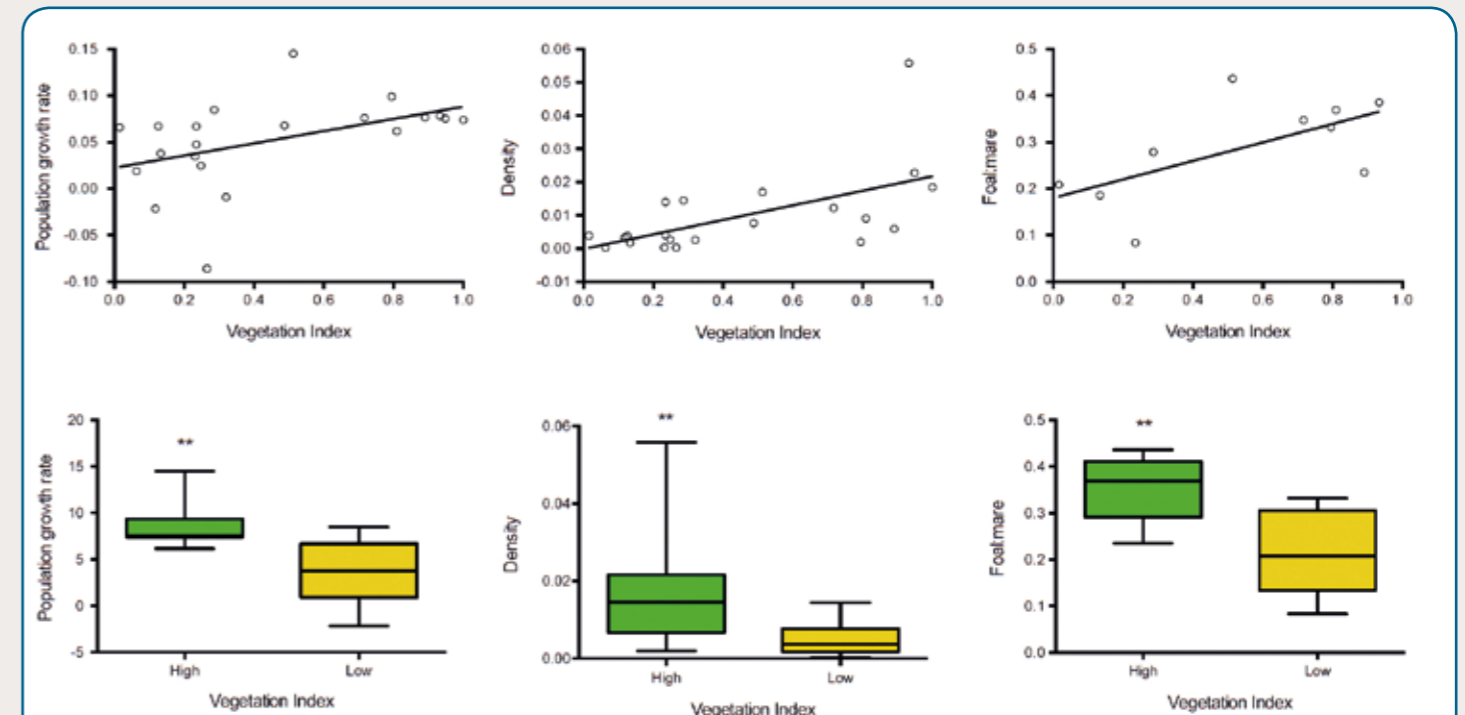 Population growth rate
0.15
0.10
0.05
0.00
-0.05
-0.10
0.0 0.2 0.4 0.6 0.8 1.0
Vegetation Index
Density
0.06
0.05
0.04
0.03
0.02
0.01
0.00
-0.01
0.0 0.2 0.4 0.6 0.8 1.0
Vegetation Index
Foal:mare
0.5
0.4
0.3
0.2
0.1
0.0
0.0 0.2 0.4 0.6 0.8 1.0
Vegetation Index
Population growth rate
20
15
10
5
0
-5
**
High Low
Vegetation Index
Density
0.06
0.04
0.02
0.00
**
High Low
Vegetation Index
Foal:mare
0.5
0.4
0.3
0.2
0.1
0.0
**
High Low
Vegetation Index